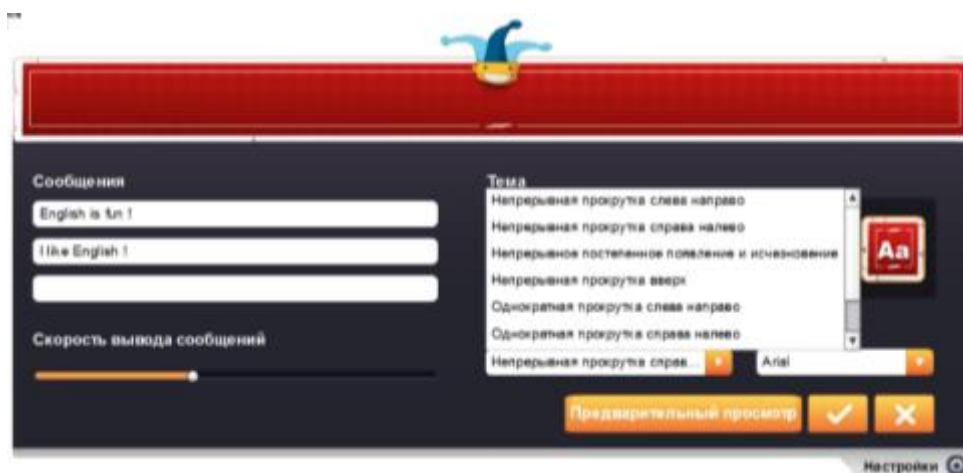 Сообщения
English is fun !
I like English !
Скорость вывода сообщений
Тема
Непрерывная прокрутка слева направо
Непрерывная прокрутка справа налево
Непрерывное постепенное появление и исчезновение
Непрерывная прокрутка вверх
Однократная прокрутка слева направо
Однократная прокрутка справа налево
Непрерывная прокрутка справ...
Arial
Aa
Предварительный просмотр
Настройки